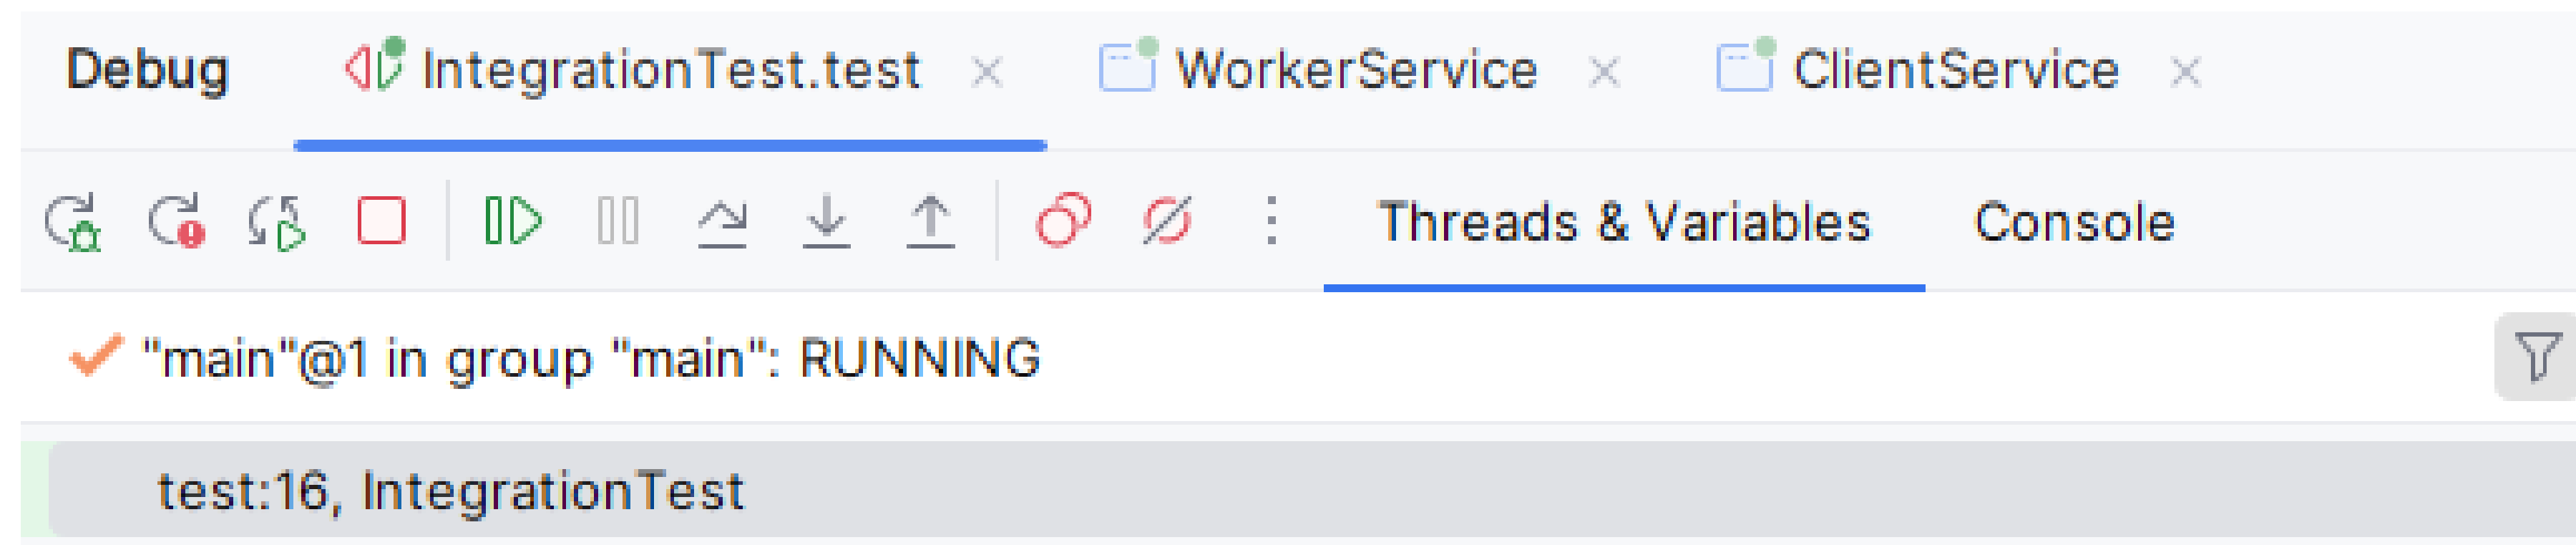 Debug IntegrationTest.test WorkerService ClientService
Threads & Variables Console
"main"@1 in group "main": RUNNING
test:16, IntegrationTest